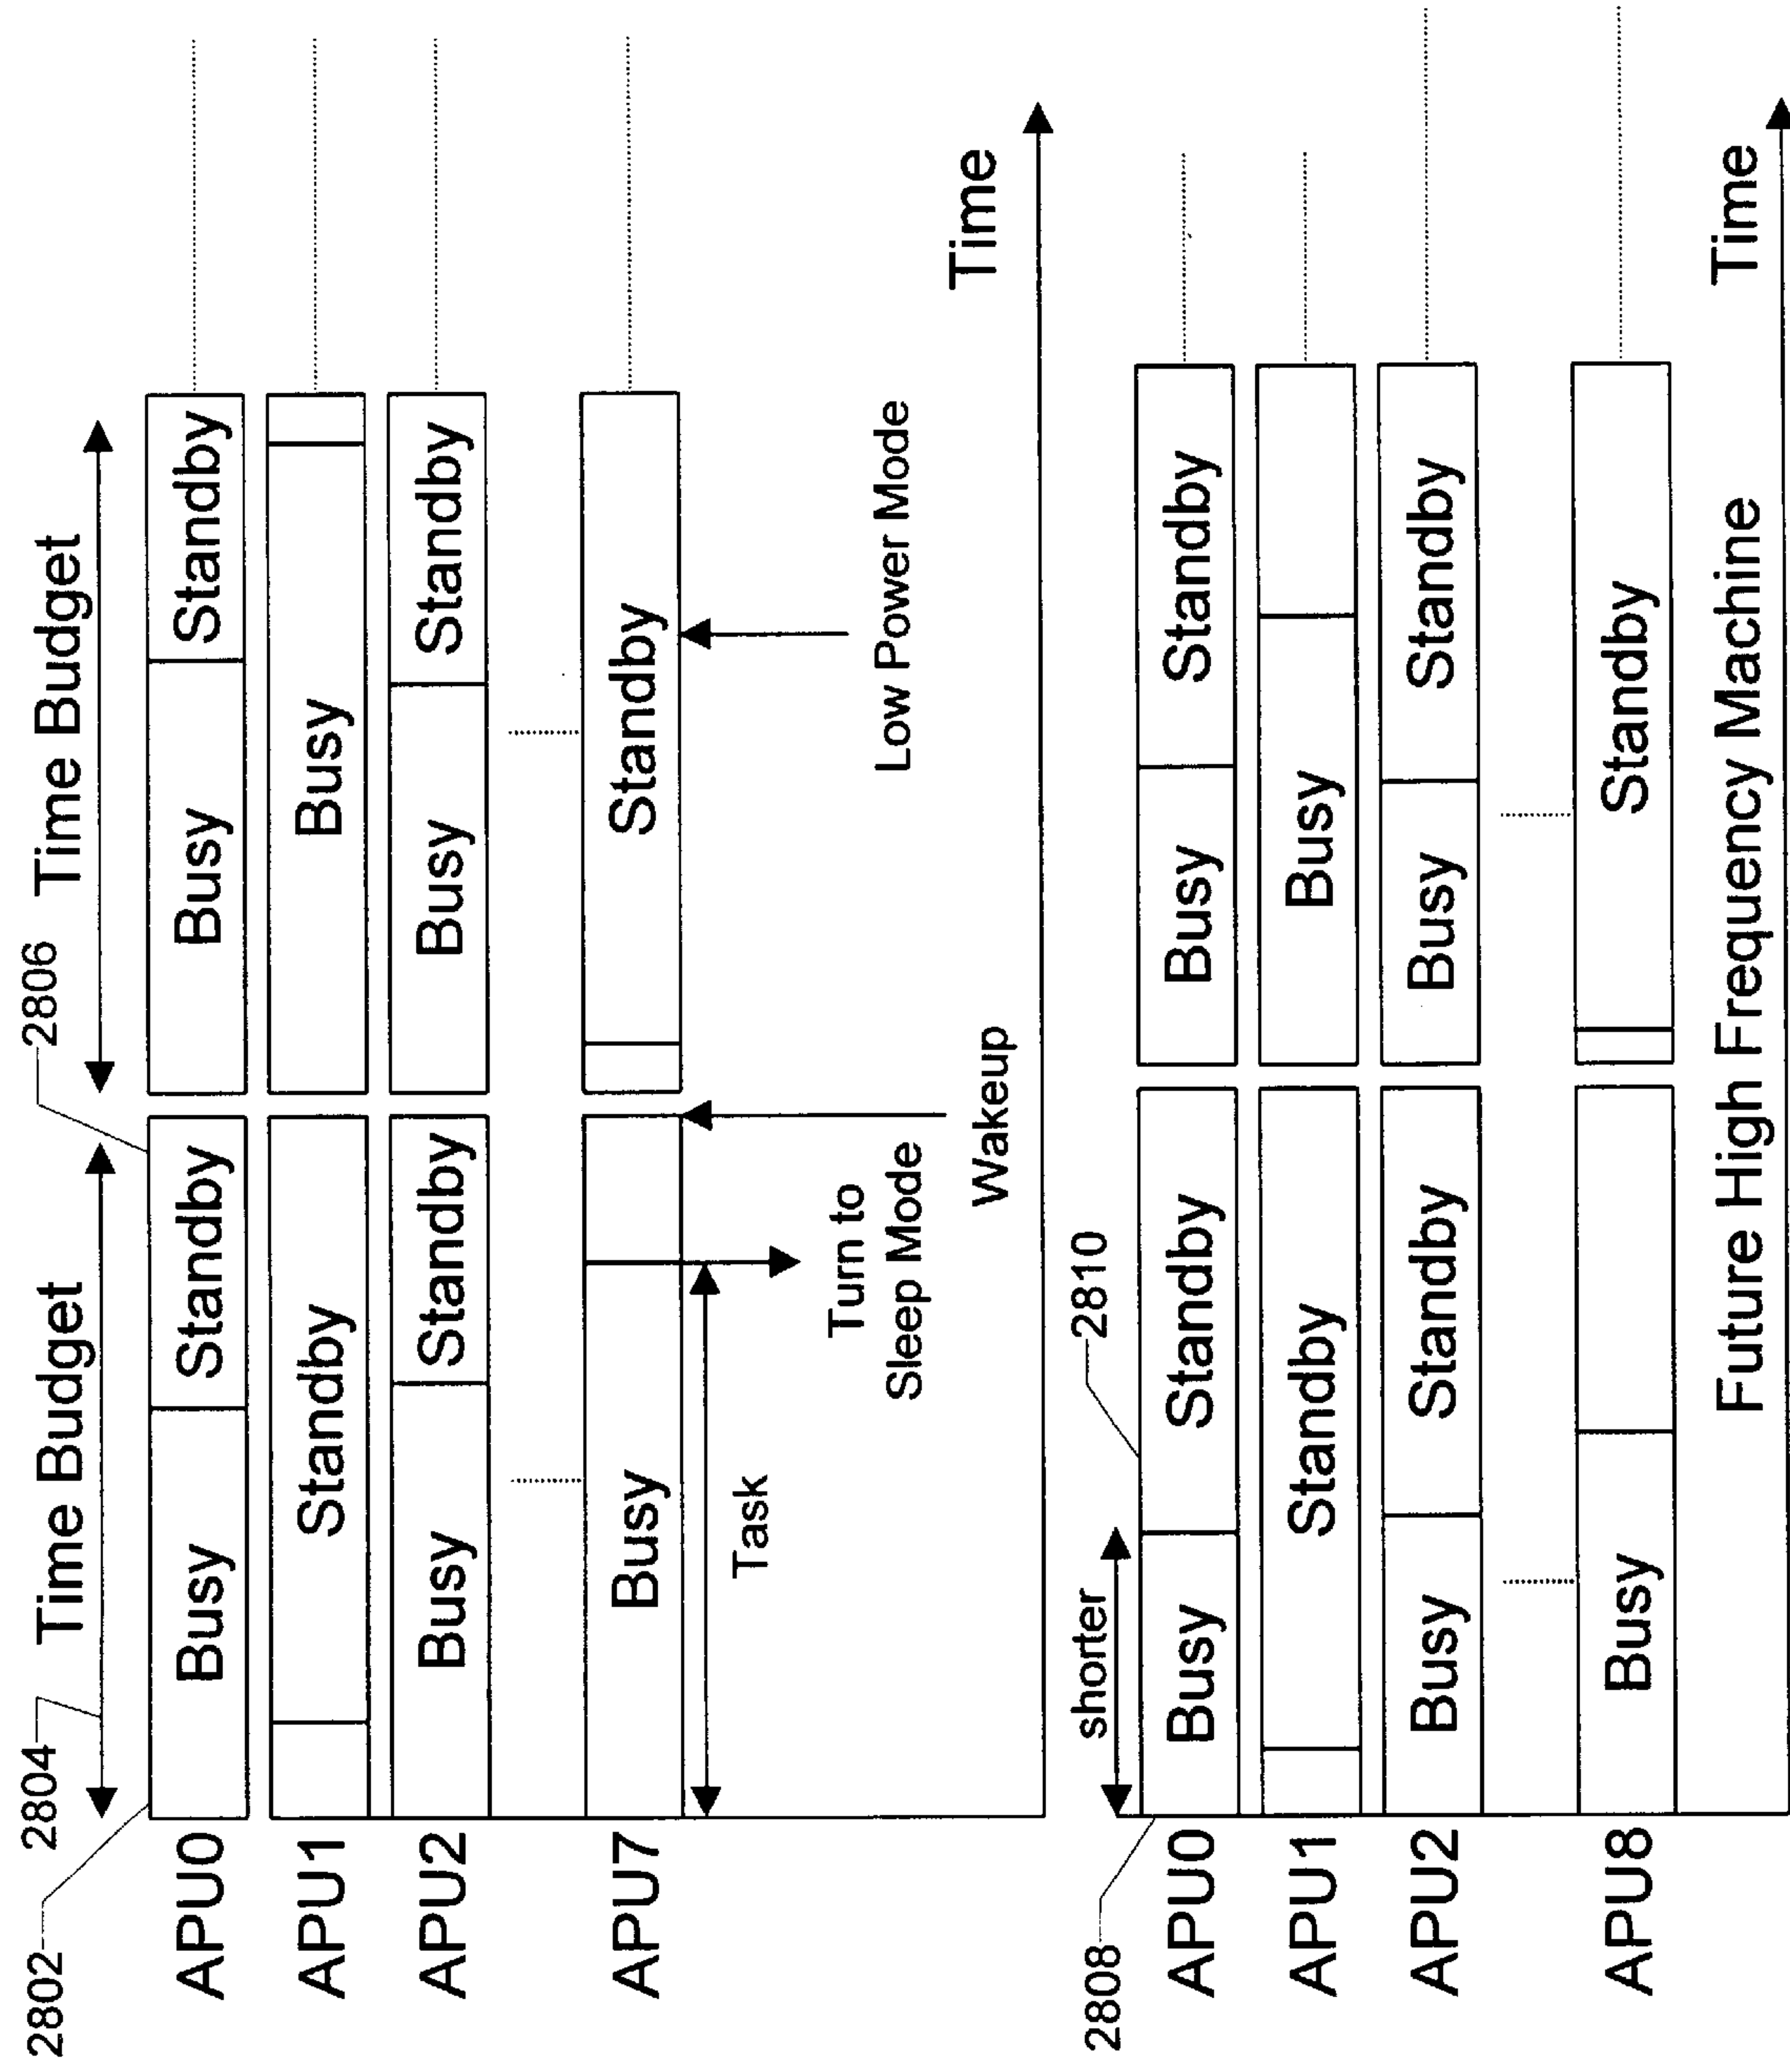 2802 2804 2806
Time Budget Time Budget
APU0 Busy Standby Busy Standby
APU1 Standby Busy
APU2 Busy Standby Busy Standby
APU7 Busy Standby
Task
Turn to
Sleep Mode
Low Power Mode
Wakeup
Time
2808 shorter 2810
APU0 Busy Standby Busy Standby
APU1 Standby Busy
APU2 Busy Standby Busy Standby
APU8 Busy Standby
Future High Frequency Machine Time